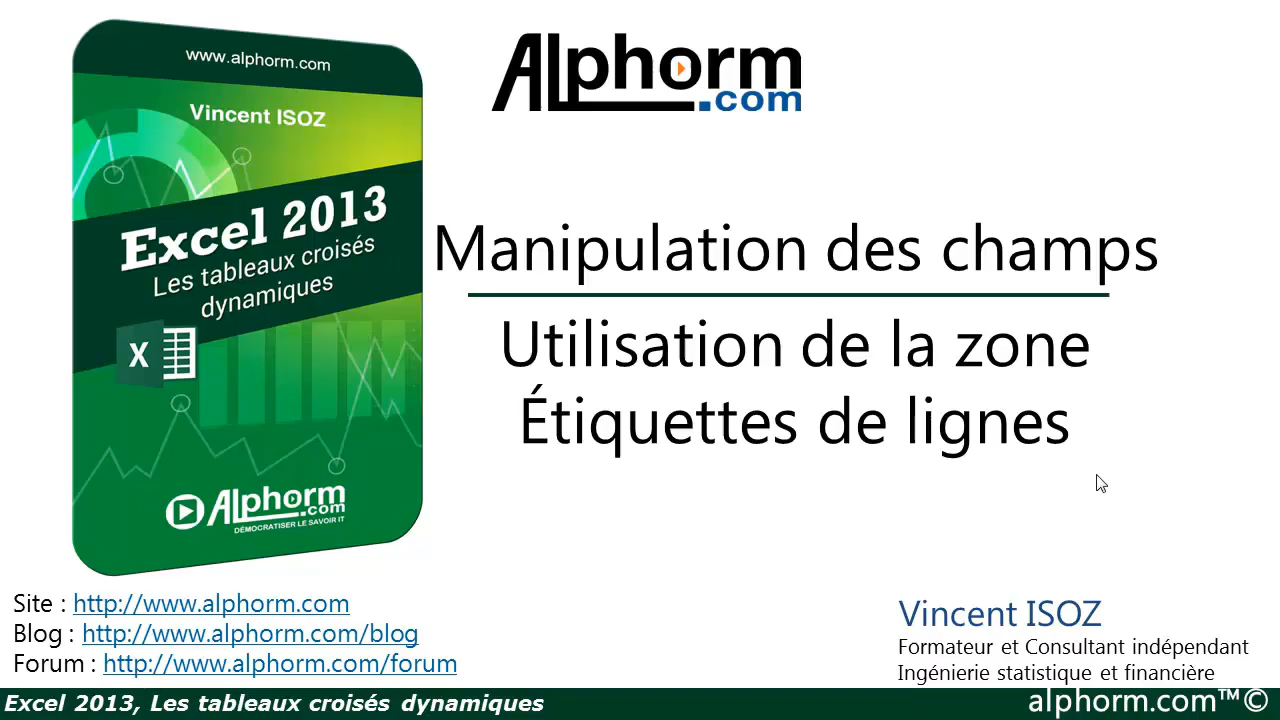 www.alphorm.com
Vincent ISOZ
Excel 2013
Les tableaux croisés
dynamiques
X
Alphorm
.com
DÉMOCRATISER LE SAVOIR IT
Alphorm
.com
Manipulation des champs
Utilisation de la zone
Étiquettes de lignes
Site : http://www.alphorm.com
Blog : http://www.alphorm.com/blog
Forum : http://www.alphorm.com/forum
Vincent ISOZ
Formateur et Consultant indépendant
Ingénierie statistique et financière
Excel 2013, Les tableaux croisés dynamiques
alphorm.com™©